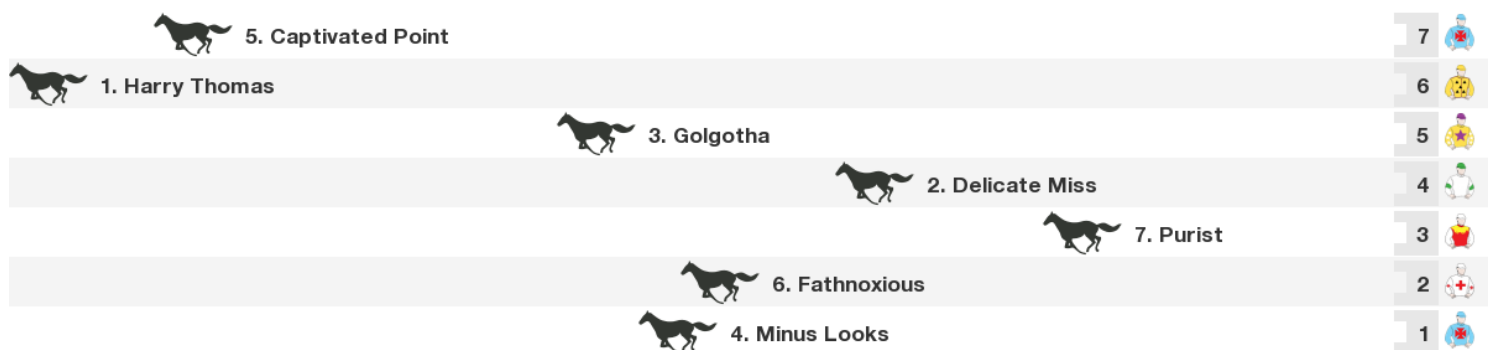 5. Captivated Point 7
1. Harry Thomas 6
3. Golgotha 5
2. Delicate Miss 4
7. Purist 3
6. Fathnoxious 2
4. Minus Looks 1